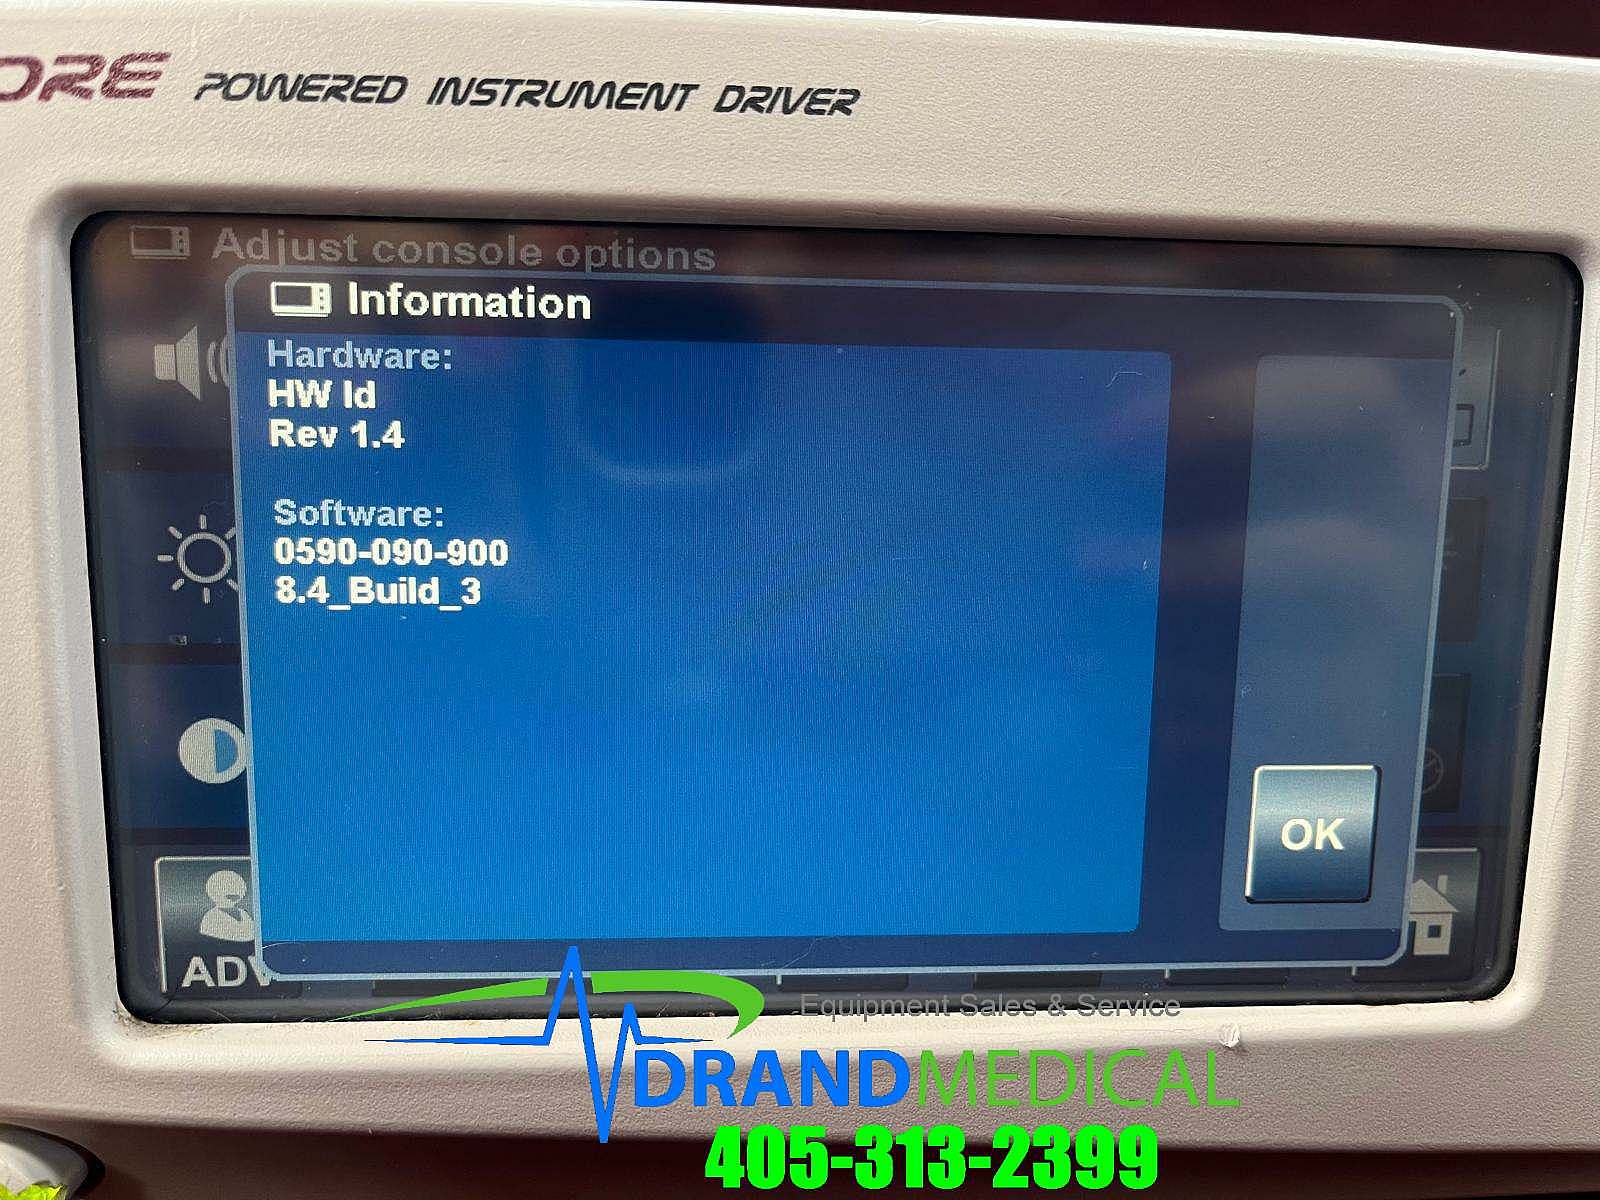 ORE POWERED INSTRUMENT DRIVER
Adjust console options
Information
Hardware:
HW Id
Rev 1.4
Software:
0590-090-900
8.4_Build_3
OK
ADV
Equipment Sales & Service
DRANDMEDICAL
405-313-2399